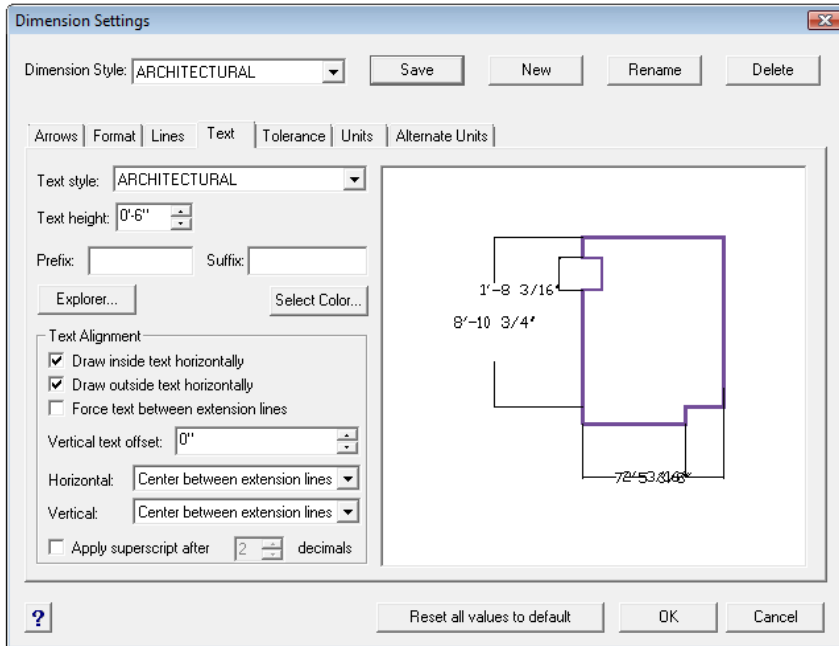 Dimension Settings
Dimension Style: ARCHITECTURAL Save New Rename Delete
Arrows Format Lines Text Tolerance Units Alternate Units
Text style: ARCHITECTURAL
Text height: 0'-6"
Prefix: Suffix:
Explorer... Select Color...
Text Alignment
Draw inside text horizontally
Draw outside text horizontally
Force text between extension lines
Vertical text offset: 0"
Horizontal: Center between extension lines
Vertical: Center between extension lines
Apply superscript after 2 decimals
1'-8 3/16"
8'-10 3/4"
? Reset all values to default OK Cancel